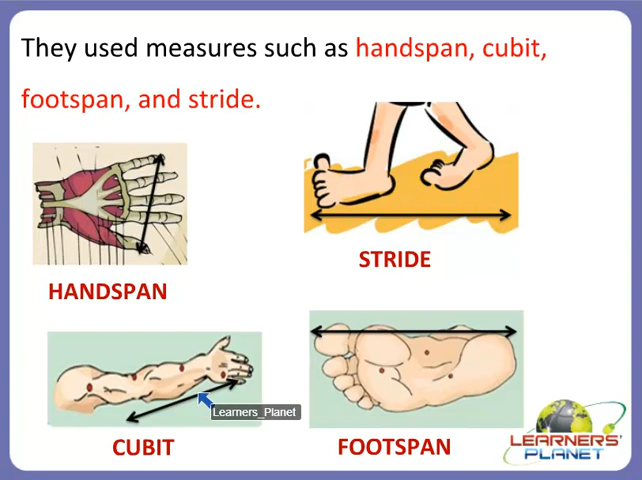 They used measures such as handspan, cubit,
footspan, and stride.
HANDSPAN
STRIDE
CUBIT
Learners_Planet
FOOTSPAN
LEARNERS'
PLANET